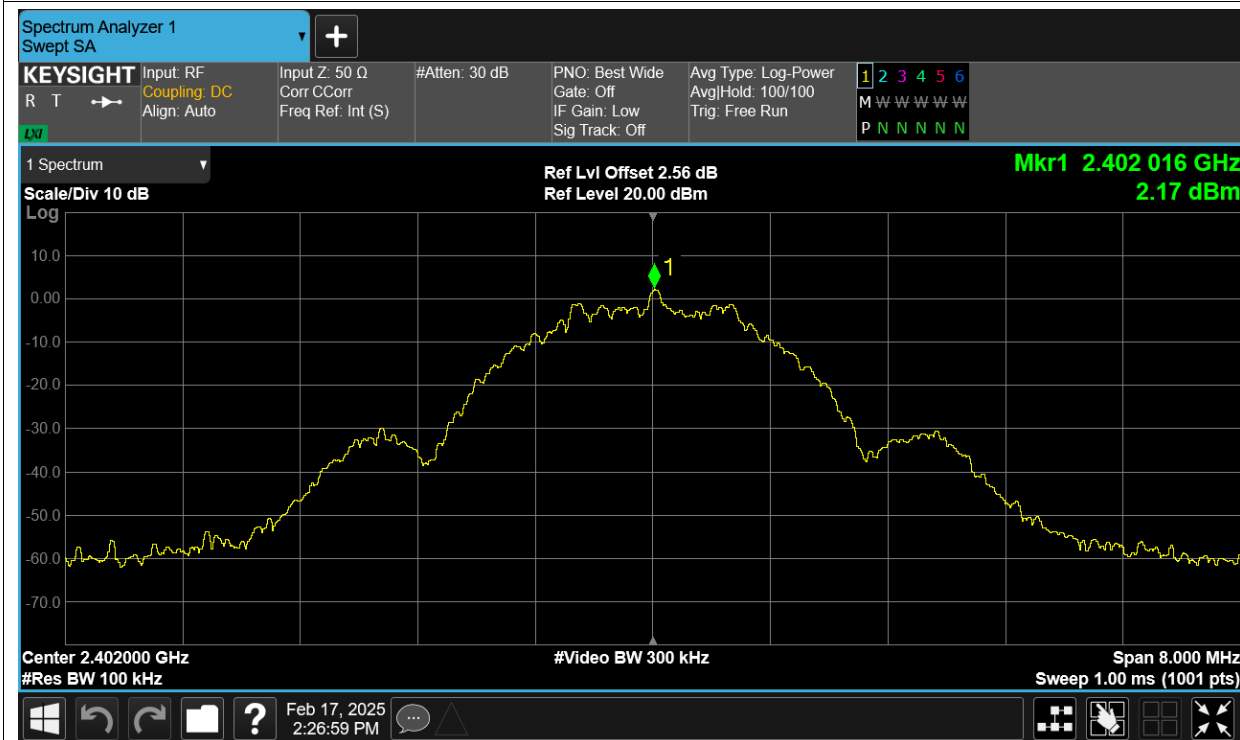 Spectrum Analyzer 1
Swept SA
+
KEYSIGHT
R T
LXI
Input: RF
Coupling: DC
Align: Auto
Input Z: 50 Ω
Corr CCorr
Freq Ref: Int (S)
#Atten: 30 dB
PNO: Best Wide
Gate: Off
IF Gain: Low
Sig Track: Off
Avg Type: Log-Power
Avg|Hold: 100/100
Trig: Free Run
1 2 3 4 5 6
M W W W W W
P N N N N N
1 Spectrum
Scale/Div 10 dB
Log
Ref Lvl Offset 2.56 dB
Ref Level 20.00 dBm
Mkr1 2.402 016 GHz
2.17 dBm
10.0
0.00
-10.0
-20.0
-30.0
-40.0
-50.0
-60.0
-70.0
1
Center 2.402000 GHz
#Res BW 100 kHz
#Video BW 300 kHz
Span 8.000 MHz
Sweep 1.00 ms (1001 pts)
?
Feb 17, 2025
2:26:59 PM